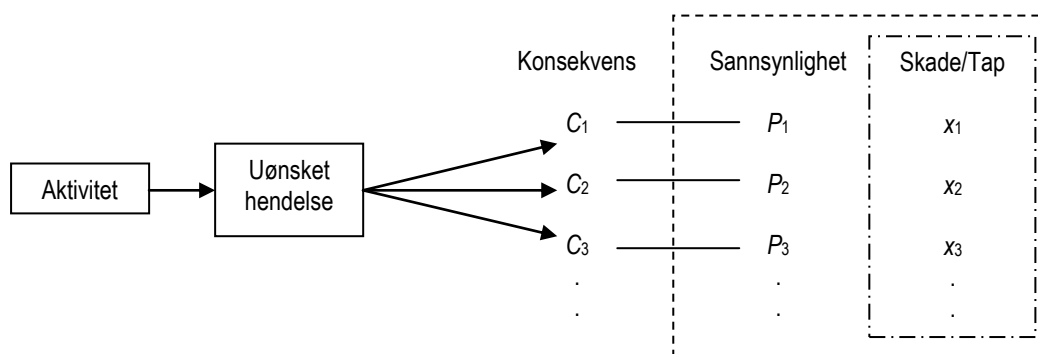 Konsekvens Sannsynlighet Skade/Tap
C1 P1 x1
Aktivitet
Uønsket
hendelse
C2 P2 x2
C3 P3 x3
. . .
. . .